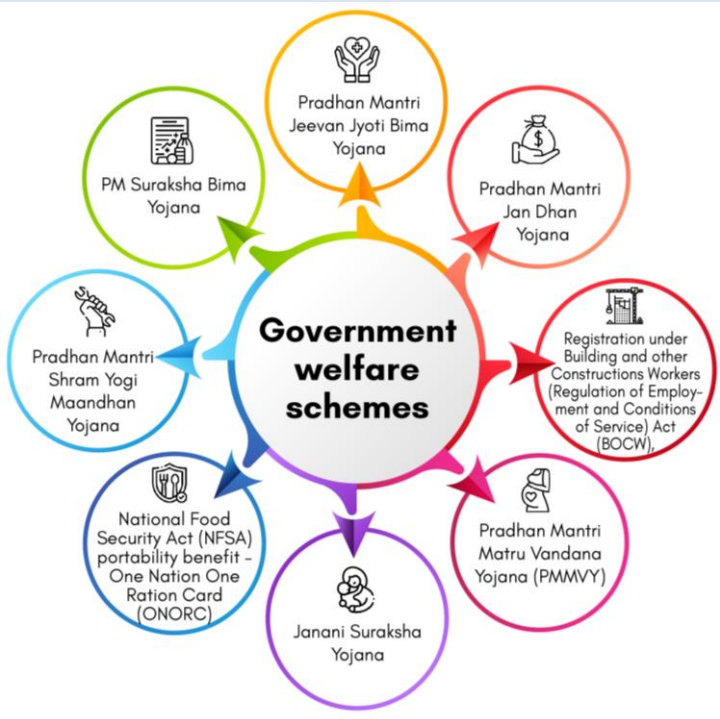 Government
welfare
schemes
Pradhan Mantri
Jeevan Jyoti Bima
Yojana
Pradhan Mantri
Jan Dhan
Yojana
Registration under
Building and other
Constructions Workers
(Regulation of Employ-
ment and Conditions
of Service) Act
(BOCW),
Pradhan Mantri
Matru Vandana
Yojana (PMMVY)
Janani Suraksha
Yojana
National Food
Security Act (NFSA)
portability benefit -
One Nation One
Ration Card
(ONORC)
Pradhan Mantri
Shram Yogi
Maandhan
Yojana
PM Suraksha Bima
Yojana